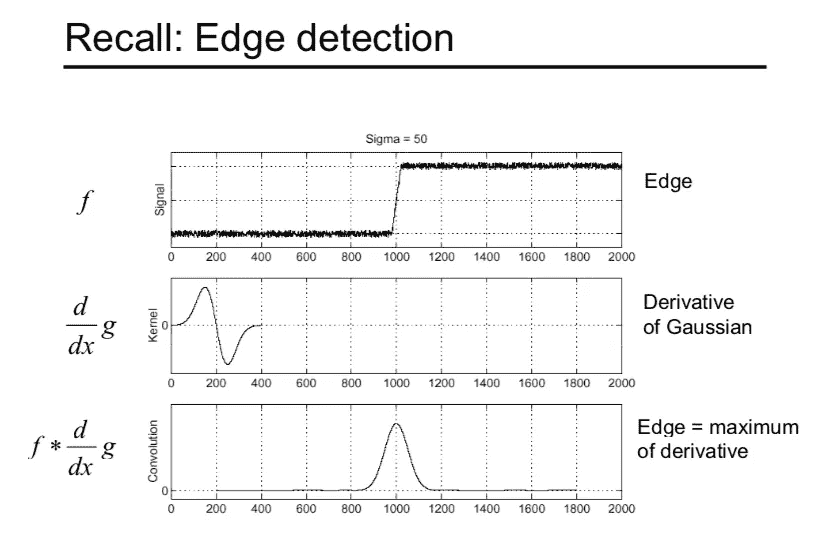 Recall: Edge detection
Sigma = 50
f
Signal
Edge
0 200 400 600 800 1000 1200 1400 1600 1800 2000
d/dx g
Kernel
0
Derivative
of Gaussian
0 200 400 600 800 1000 1200 1400 1600 1800 2000
f * d/dx g
Convolution
0
Edge = maximum
of derivative
0 200 400 600 800 1000 1200 1400 1600 1800 2000